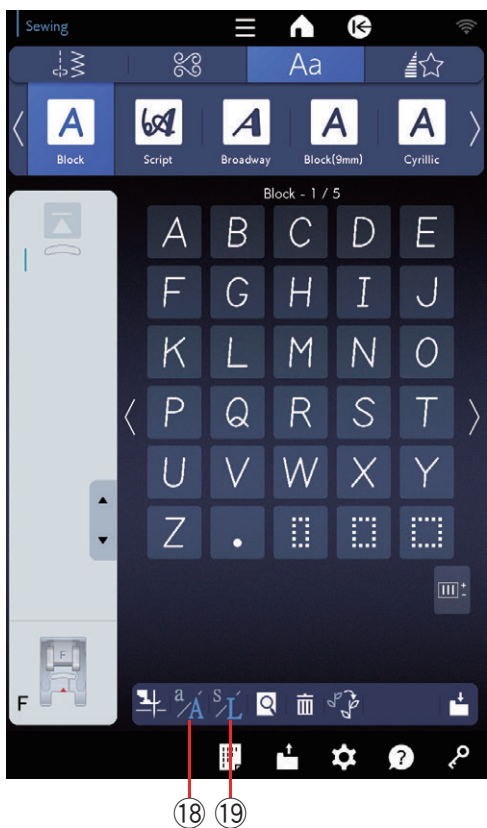 Sewing
Aa
A A A A A
Block Script Broadway Block(9mm) Cyrillic
Block - 1 / 5
A B C D E
F G H I J
K L M N O
P Q R S T
U V W X Y
Z .
F
F
a/A S/L
?
⑱ ⑲